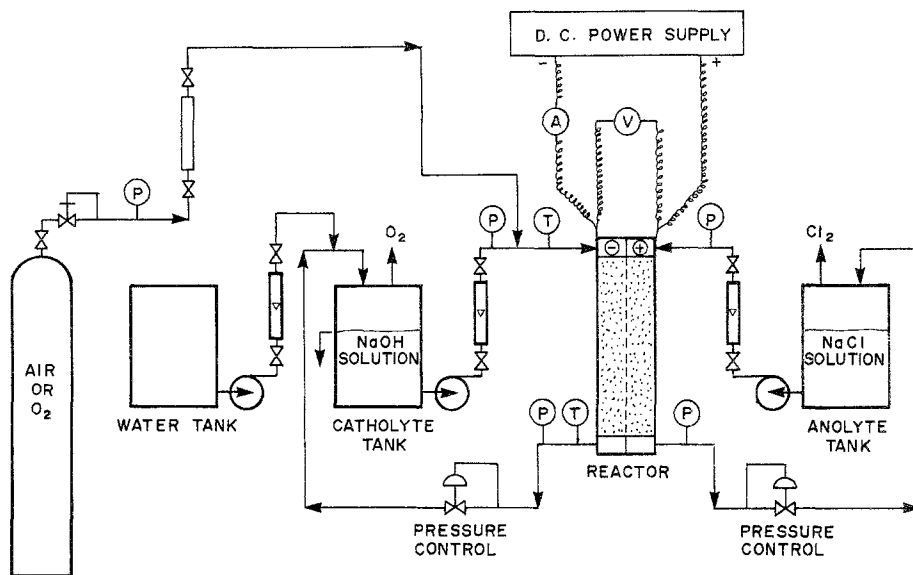 D. C. POWER SUPPLY
-
+
A
V
P
P
T
P
O₂
Cl₂
- +
NaOH
SOLUTION
NaCl
SOLUTION
AIR
OR
O₂
WATER TANK
CATHOLYTE
TANK
P
T
P
REACTOR
ANOLYTE
TANK
PRESSURE
CONTROL
PRESSURE
CONTROL